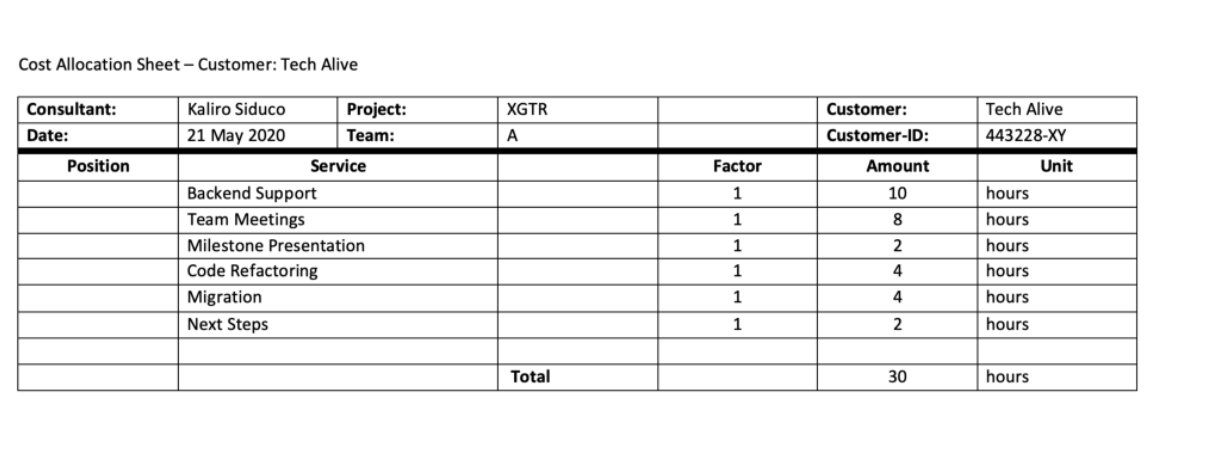 Cost Allocation Sheet – Customer: Tech Alive
Consultant: Kaliro Siduco Project: XGTR Customer: Tech Alive
Date: 21 May 2020 Team: A Customer-ID: 443228-XY
Position Service Factor Amount Unit
Backend Support 1 10 hours
Team Meetings 1 8 hours
Milestone Presentation 1 2 hours
Code Refactoring 1 4 hours
Migration 1 4 hours
Next Steps 1 2 hours
Total 30 hours